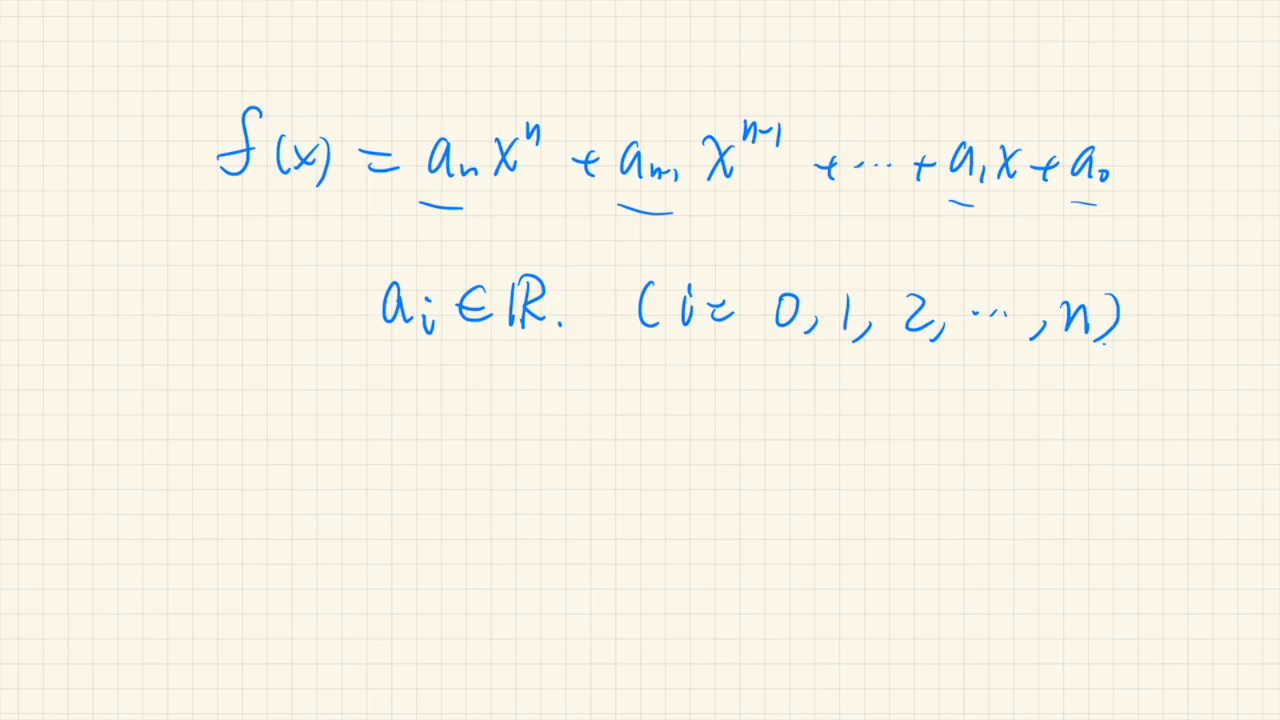 f(x) = aₙxⁿ + aₙ₋₁xⁿ⁻¹ + ⋯ + a₁x + a₀
aᵢ ∈ ℝ. (i = 0, 1, 2, ⋯, n)